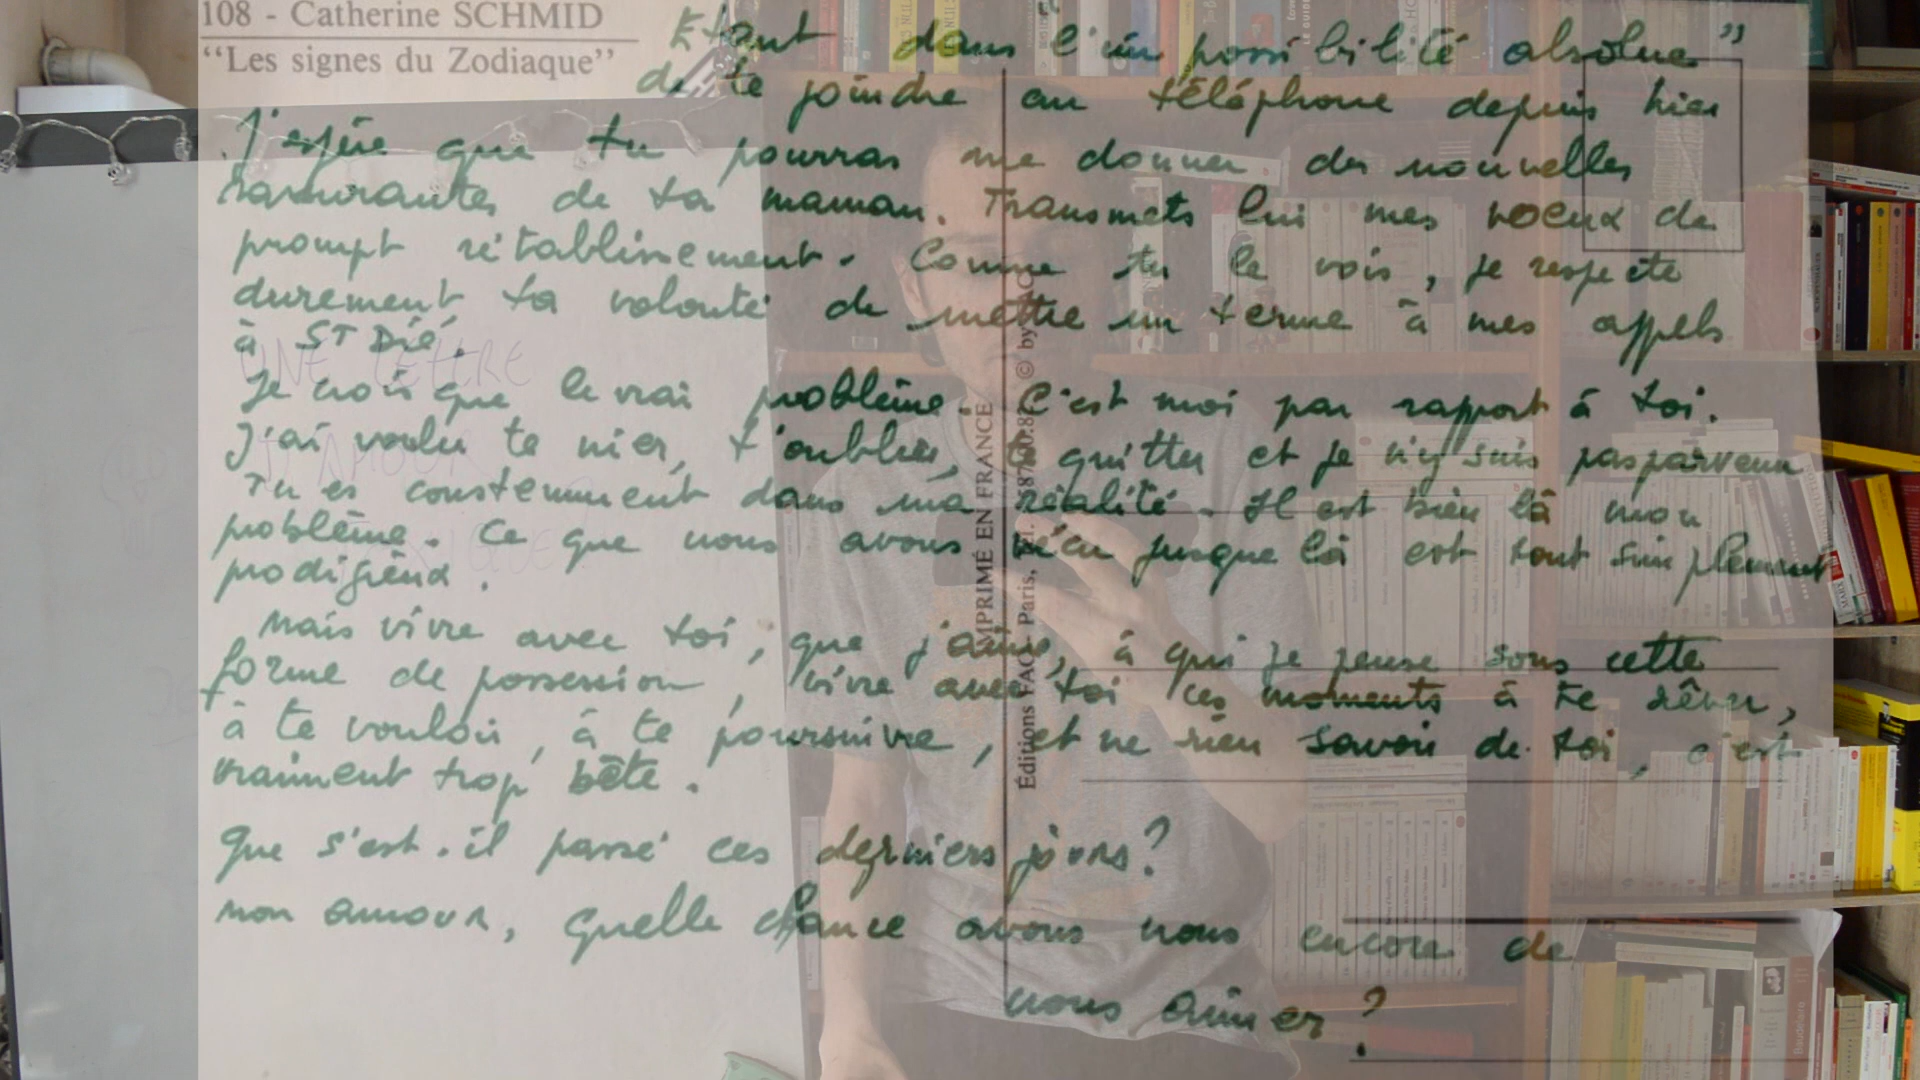 108 - Catherine SCHMID
“Les signes du Zodiaque”
Etant dans l'impossibilité absolue
de te joindre au téléphone depuis hier
J'espère que tu pourras me donner des nouvelles
rassurantes de ta maman. Transmets lui mes voeux de
prompt rétablissement. Comme tu le vois, je respecte
durement ta volonté de mettre un terme à mes appels
à ST Dié.
Je crois que le vrai problème. C'est moi par rapport à toi.
J'ai voulu te nier, t'oublier, te quitter et je n'y suis pas parvenu
Tu es constemment dans ma réalité. Il est bien là mon
problème. Ce que nous avons vécu jusque là est tout simplement
prodigieux.
Mais vivre avec toi, que j'aime, à qui je pense sous cette
forme de possession, vivre avec toi ces moments à te rêver,
à te vouloir, à te poursuivre, et ne rien savoir de toi, c'est
vraiment trop bête.
Que s'est-il passé ces derniers jours?
mon amour, quelle chance avons nous encore de
nous aimer?
IMPRIMÉ EN FRANCE
Éditions FAC Paris,
© by
UNE LETTRE
D'AMOUR
Baudelaire
MARX